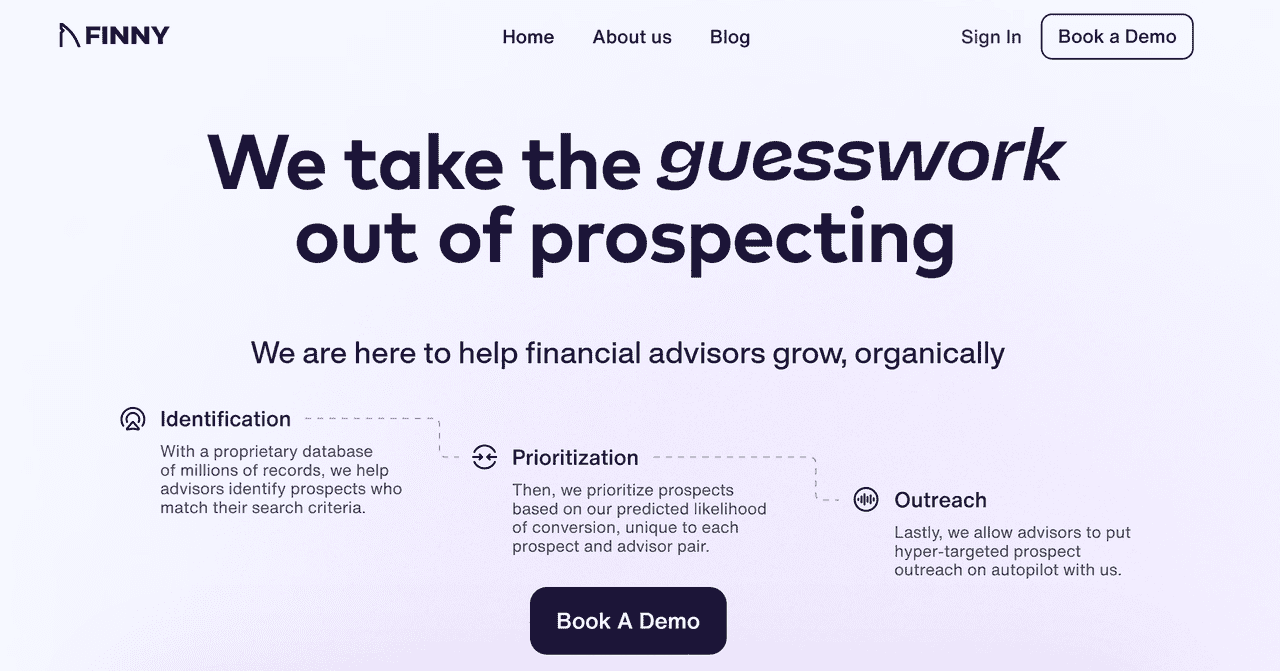 FINNY
Home About us Blog
Sign In Book a Demo
We take the guesswork
out of prospecting
We are here to help financial advisors grow, organically
Identification
With a proprietary database
of millions of records, we help
advisors identify prospects who
match their search criteria.
Prioritization
Then, we prioritize prospects
based on our predicted likelihood
of conversion, unique to each
prospect and advisor pair.
Outreach
Lastly, we allow advisors to put
hyper-targeted prospect
outreach on autopilot with us.
Book A Demo